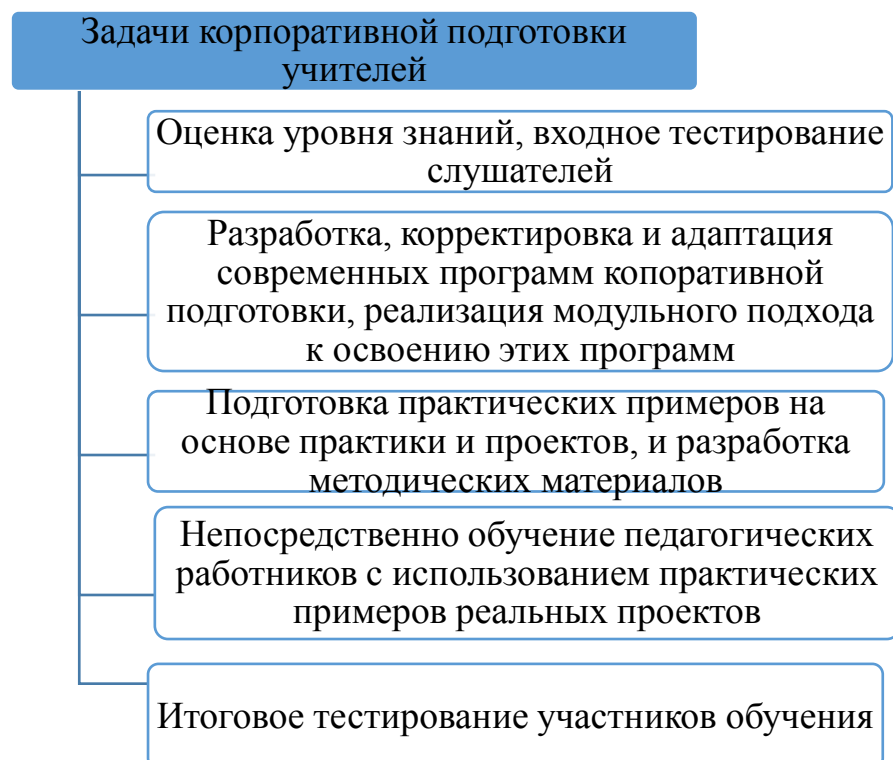 Задачи корпоративной подготовки
учителей
Оценка уровня знаний, входное тестирование
слушателей
Разработка, корректировка и адаптация
современных программ копоративной
подготовки, реализация модульного подхода
к освоению этих программ
Подготовка практических примеров на
основе практики и проектов, и разработка
методических материалов
Непосредственно обучение педагогических
работников с использованием практических
примеров реальных проектов
Итоговое тестирование участников обучения